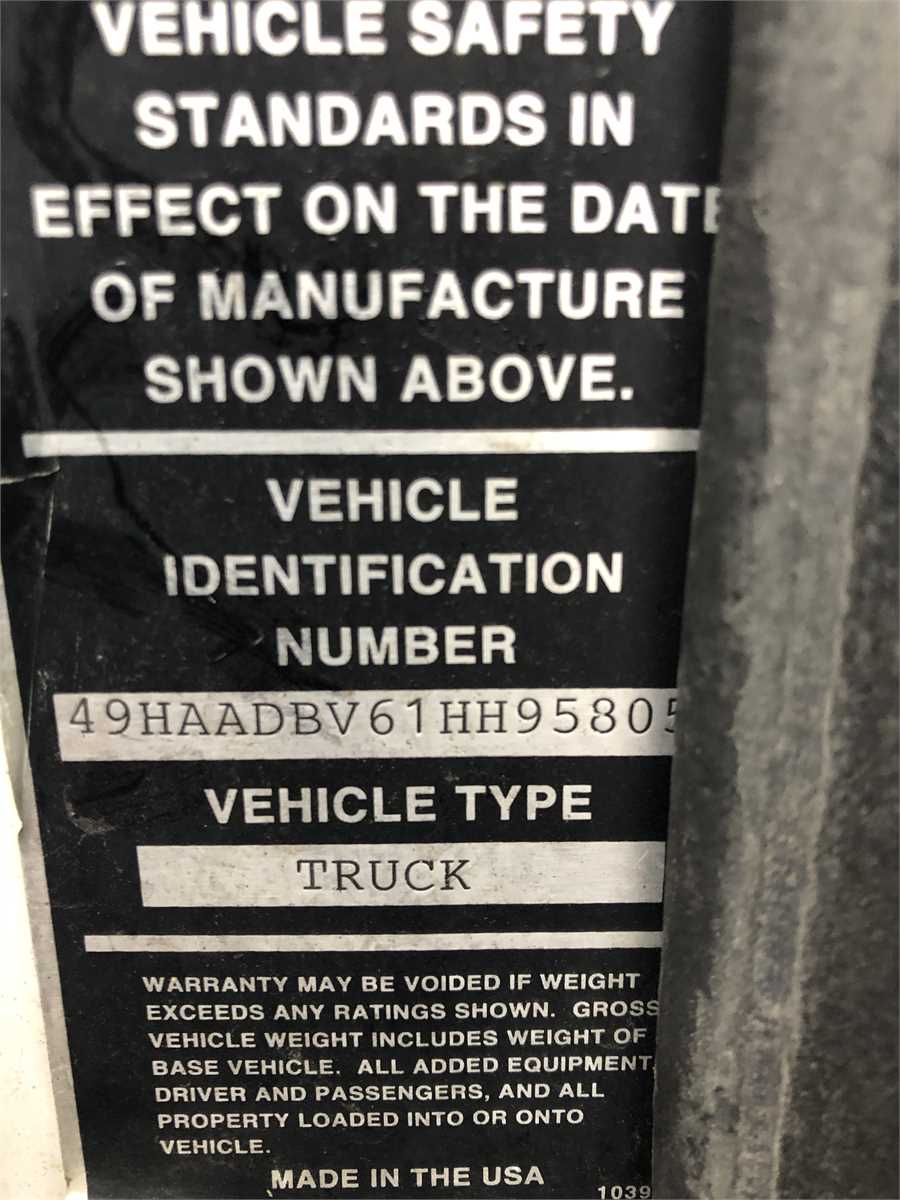 VEHICLE SAFETY
STANDARDS IN
EFFECT ON THE DATE
OF MANUFACTURE
SHOWN ABOVE.
VEHICLE
IDENTIFICATION
NUMBER
49HAADBV61HH95805
VEHICLE TYPE
TRUCK
WARRANTY MAY BE VOIDED IF WEIGHT
EXCEEDS ANY RATINGS SHOWN. GROSS
VEHICLE WEIGHT INCLUDES WEIGHT OF
BASE VEHICLE. ALL ADDED EQUIPMENT,
DRIVER AND PASSENGERS, AND ALL
PROPERTY LOADED INTO OR ONTO
VEHICLE.
MADE IN THE USA
1039